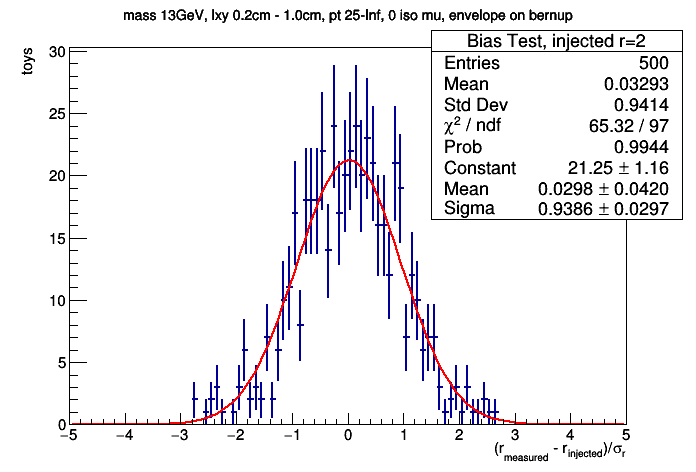 mass 13GeV, lxy 0.2cm - 1.0cm, pt 25-Inf, 0 iso mu, envelope on bernup
toys
30
25
20
15
10
5
0
−5 −4 −3 −2 −1 0 1 2 3 4 5
(r_measured - r_injected)/σ_r
Bias Test, injected r=2
Entries 500
Mean 0.03293
Std Dev 0.9414
χ² / ndf 65.32 / 97
Prob 0.9944
Constant 21.25 ± 1.16
Mean 0.0298 ± 0.0420
Sigma 0.9386 ± 0.0297